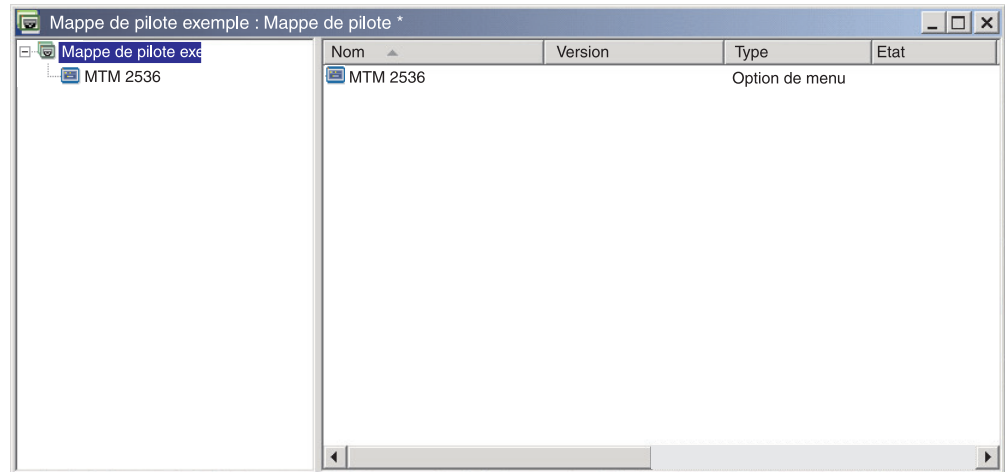 Mappe de pilote exemple : Mappe de pilote *
Mappe de pilote exe
MTM 2536
Nom Version Type Etat
MTM 2536 Option de menu